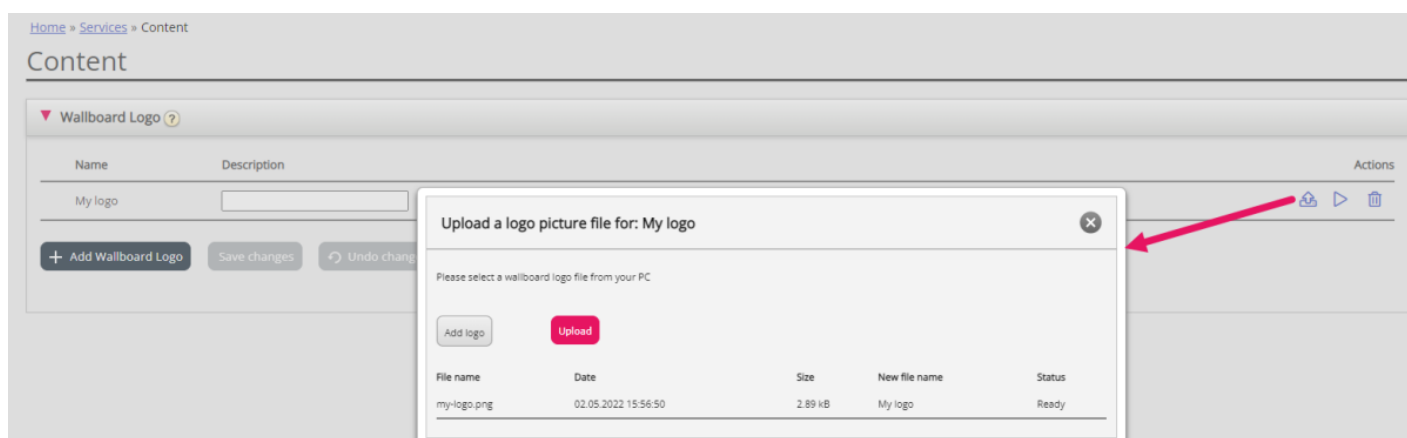 Home » Services » Content
Content
Wallboard Logo ?
Name Description Actions
My logo
Add Wallboard Logo Save changes Undo chang
Upload a logo picture file for: My logo
Please select a wallboard logo file from your PC
Add logo Upload
File name Date Size New file name Status
my-logo.png 02.05.2022 15:56:50 2.89 kB My logo Ready